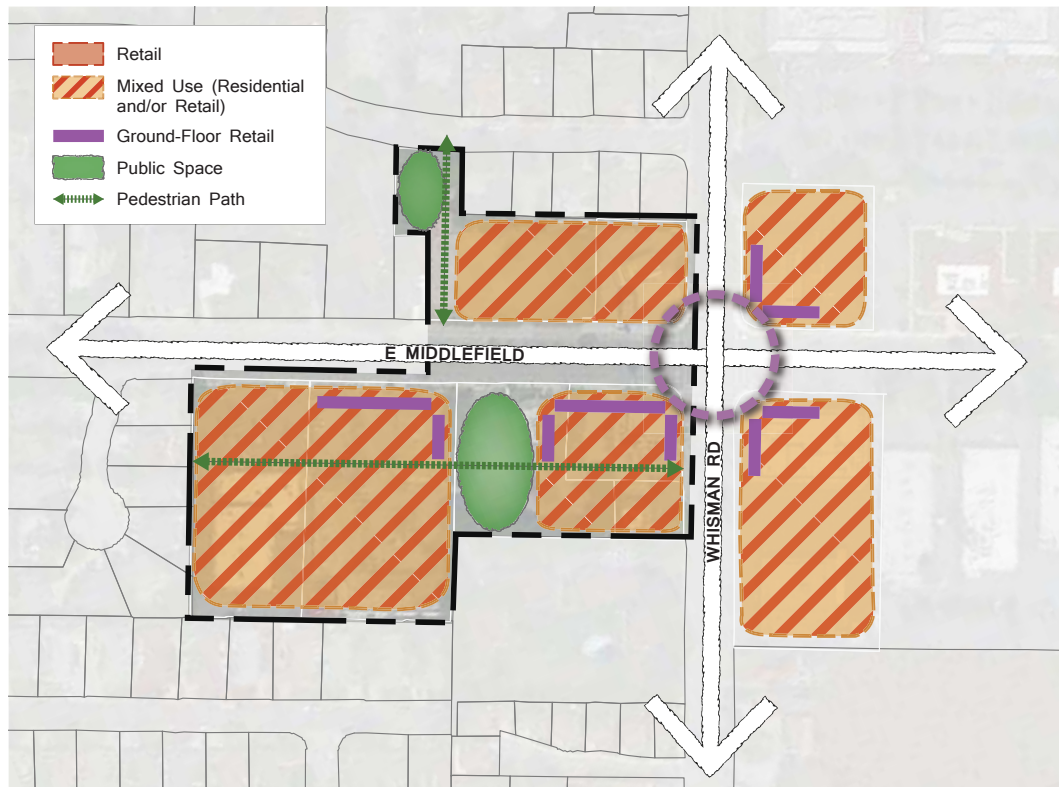 Retail
Mixed Use (Residential
and/or Retail)
Ground-Floor Retail
Public Space
Pedestrian Path
E MIDDLEFIELD
WHISMAN RD